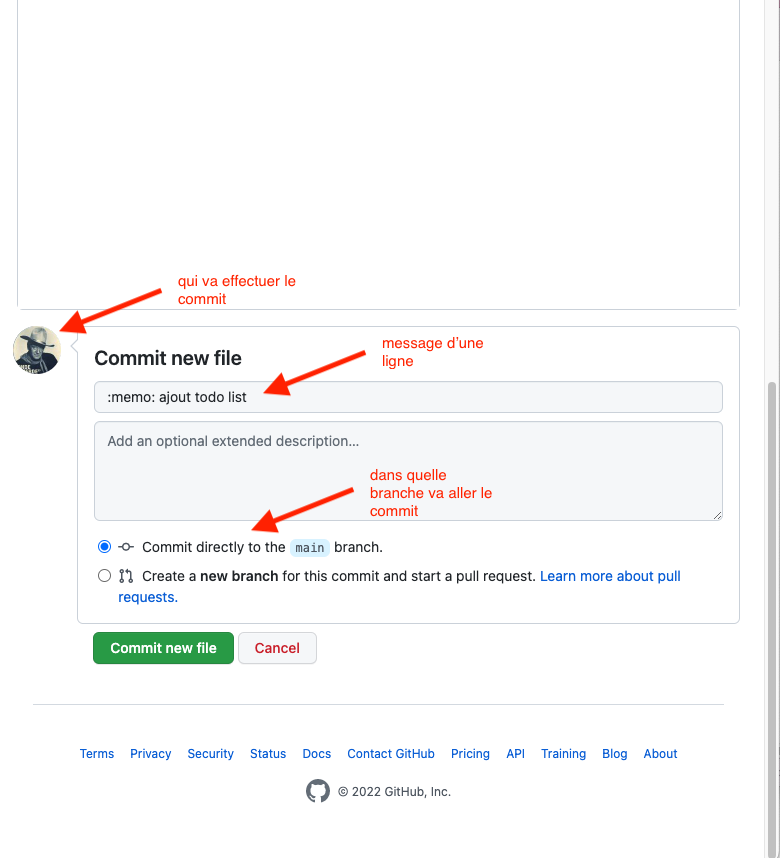 qui va effectuer le
commit
message d'une
ligne
Commit new file
:memo: ajout todo list
Add an optional extended description…
dans quelle
branche va aller le
commit
Commit directly to the main branch.
Create a new branch for this commit and start a pull request. Learn more about pull
requests.
Commit new file Cancel
Terms Privacy Security Status Docs Contact GitHub Pricing API Training Blog About
© 2022 GitHub, Inc.